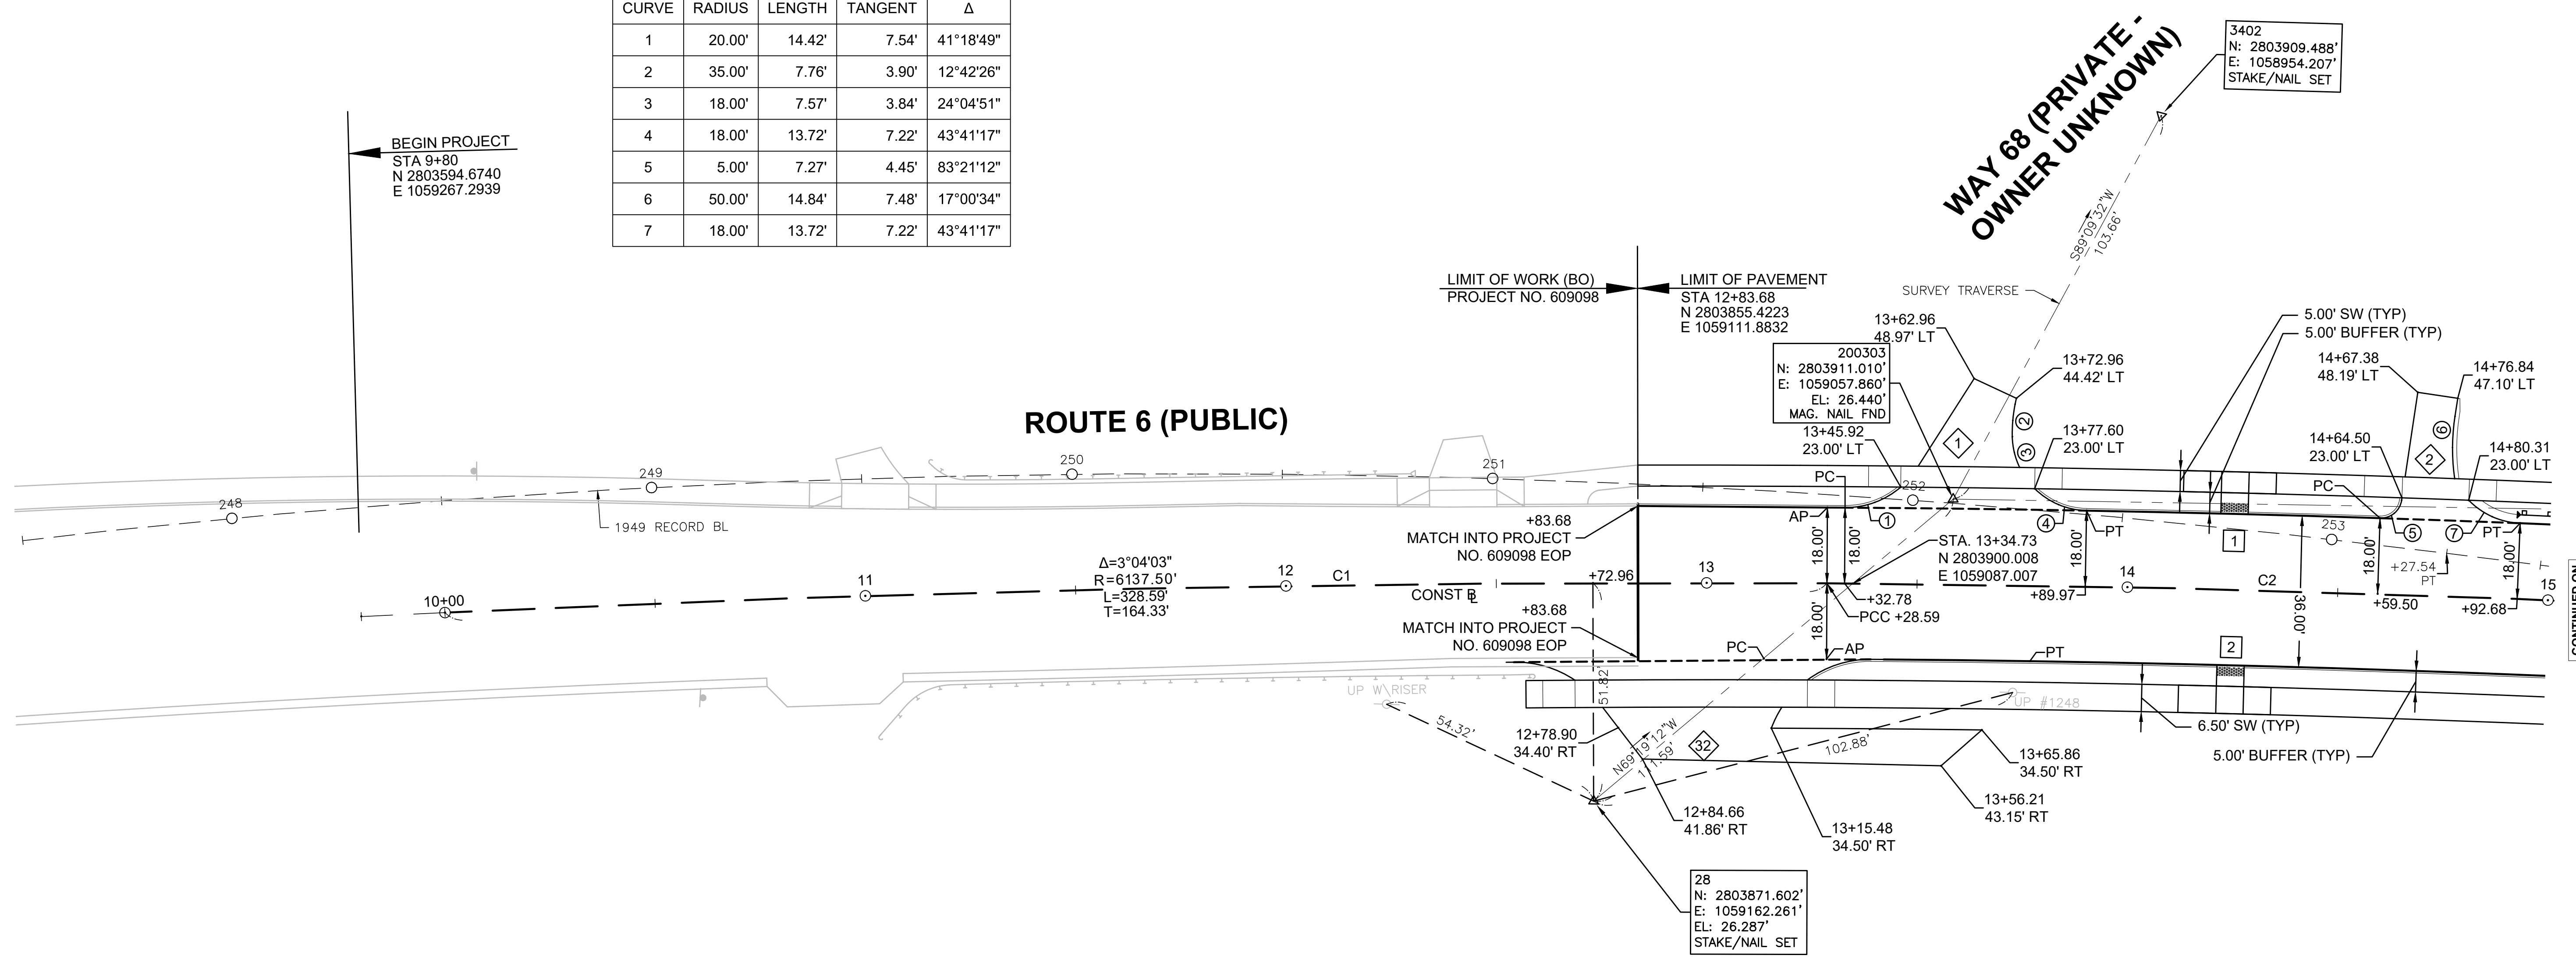 CURVE RADIUS LENGTH TANGENT Δ
1 20.00' 14.42' 7.54' 41°18'49"
2 35.00' 7.76' 3.90' 12°42'26"
3 18.00' 7.57' 3.84' 24°04'51"
4 18.00' 13.72' 7.22' 43°41'17"
5 5.00' 7.27' 4.45' 83°21'12"
6 50.00' 14.84' 7.48' 17°00'34"
7 18.00' 13.72' 7.22' 43°41'17"
BEGIN PROJECT
STA 9+80
N 2803594.6740
E 1059267.2939
WAY 68 (PRIVATE -
OWNER UNKNOWN)
3402
N: 2803909.488'
E: 1058954.207'
STAKE/NAIL SET
S89°09'32"W
103.66'
SURVEY TRAVERSE
LIMIT OF WORK (BO)
PROJECT NO. 609098
LIMIT OF PAVEMENT
STA 12+83.68
N 2803855.4223
E 1059111.8832
13+62.96
48.97' LT
200303
N: 2803911.010'
E: 1059057.860'
EL: 26.440'
MAG. NAIL FND
13+72.96
44.42' LT
5.00' SW (TYP)
5.00' BUFFER (TYP)
14+67.38
48.19' LT
14+76.84
47.10' LT
13+45.92
23.00' LT
13+77.60
23.00' LT
14+64.50
23.00' LT
14+80.31
23.00' LT
1
2
3
6
2
ROUTE 6 (PUBLIC)
248
249
250
251
252
253
1949 RECORD BL
PC
AP
1
4
PT
PC
5
7
PT
+83.68
MATCH INTO PROJECT
NO. 609098 EOP
18.00'
18.00'
18.00'
18.00'
18.00'
STA. 13+34.73
N 2803900.008
E 1059087.007
1
+27.54
PT
Δ=3°04'03"
R=6137.50'
L=328.59'
T=164.33'
10+00
11
12
C1
+72.96
13
14
C2
15
CONST BL
+32.78
PCC +28.59
+89.97
+59.50
+92.68
36.00'
18.00'
+83.68
MATCH INTO PROJECT
NO. 609098 EOP
PC
AP
PT
2
CONTINUED ON
UP W\RISER
54.32'
51.82'
UP #1248
102.88'
N69°19'12"W
111.59'
32
12+78.90
34.40' RT
6.50' SW (TYP)
5.00' BUFFER (TYP)
13+65.86
34.50' RT
13+56.21
43.15' RT
12+84.66
41.86' RT
13+15.48
34.50' RT
28
N: 2803871.602'
E: 1059162.261'
EL: 26.287'
STAKE/NAIL SET